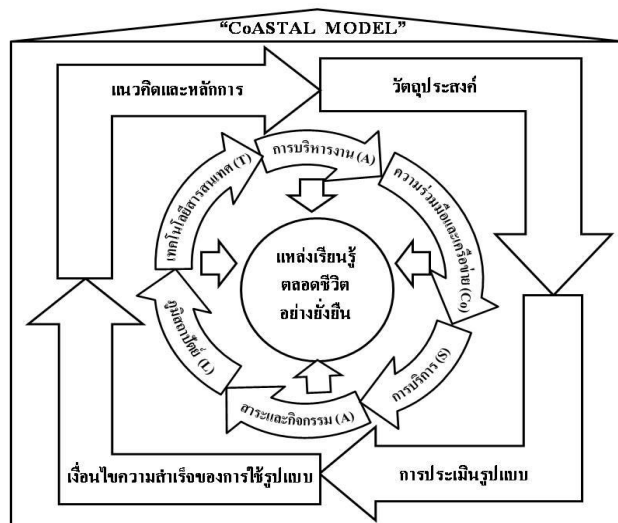 “CoASTAL MODEL”
แนวคิดและหลักการ
วัตถุประสงค์
การบริหารงาน (A)
ความร่วมมือและเครือข่าย (Co)
เทคโนโลยีสารสนเทศ (T)
แหล่งเรียนรู้
ตลอดชีวิต
อย่างยั่งยืน
ภูมิสถาปัตย์ (L)
การบริการ (S)
สาระและกิจกรรม (A)
เงื่อนไขความสำเร็จของการใช้รูปแบบ
การประเมินรูปแบบ